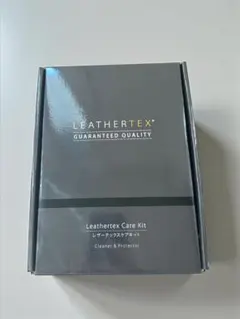 LEATHERTEX®
GUARANTEED QUALITY
Leathertex Care Kit
レザーテックスケアキット
Cleaner & Protector